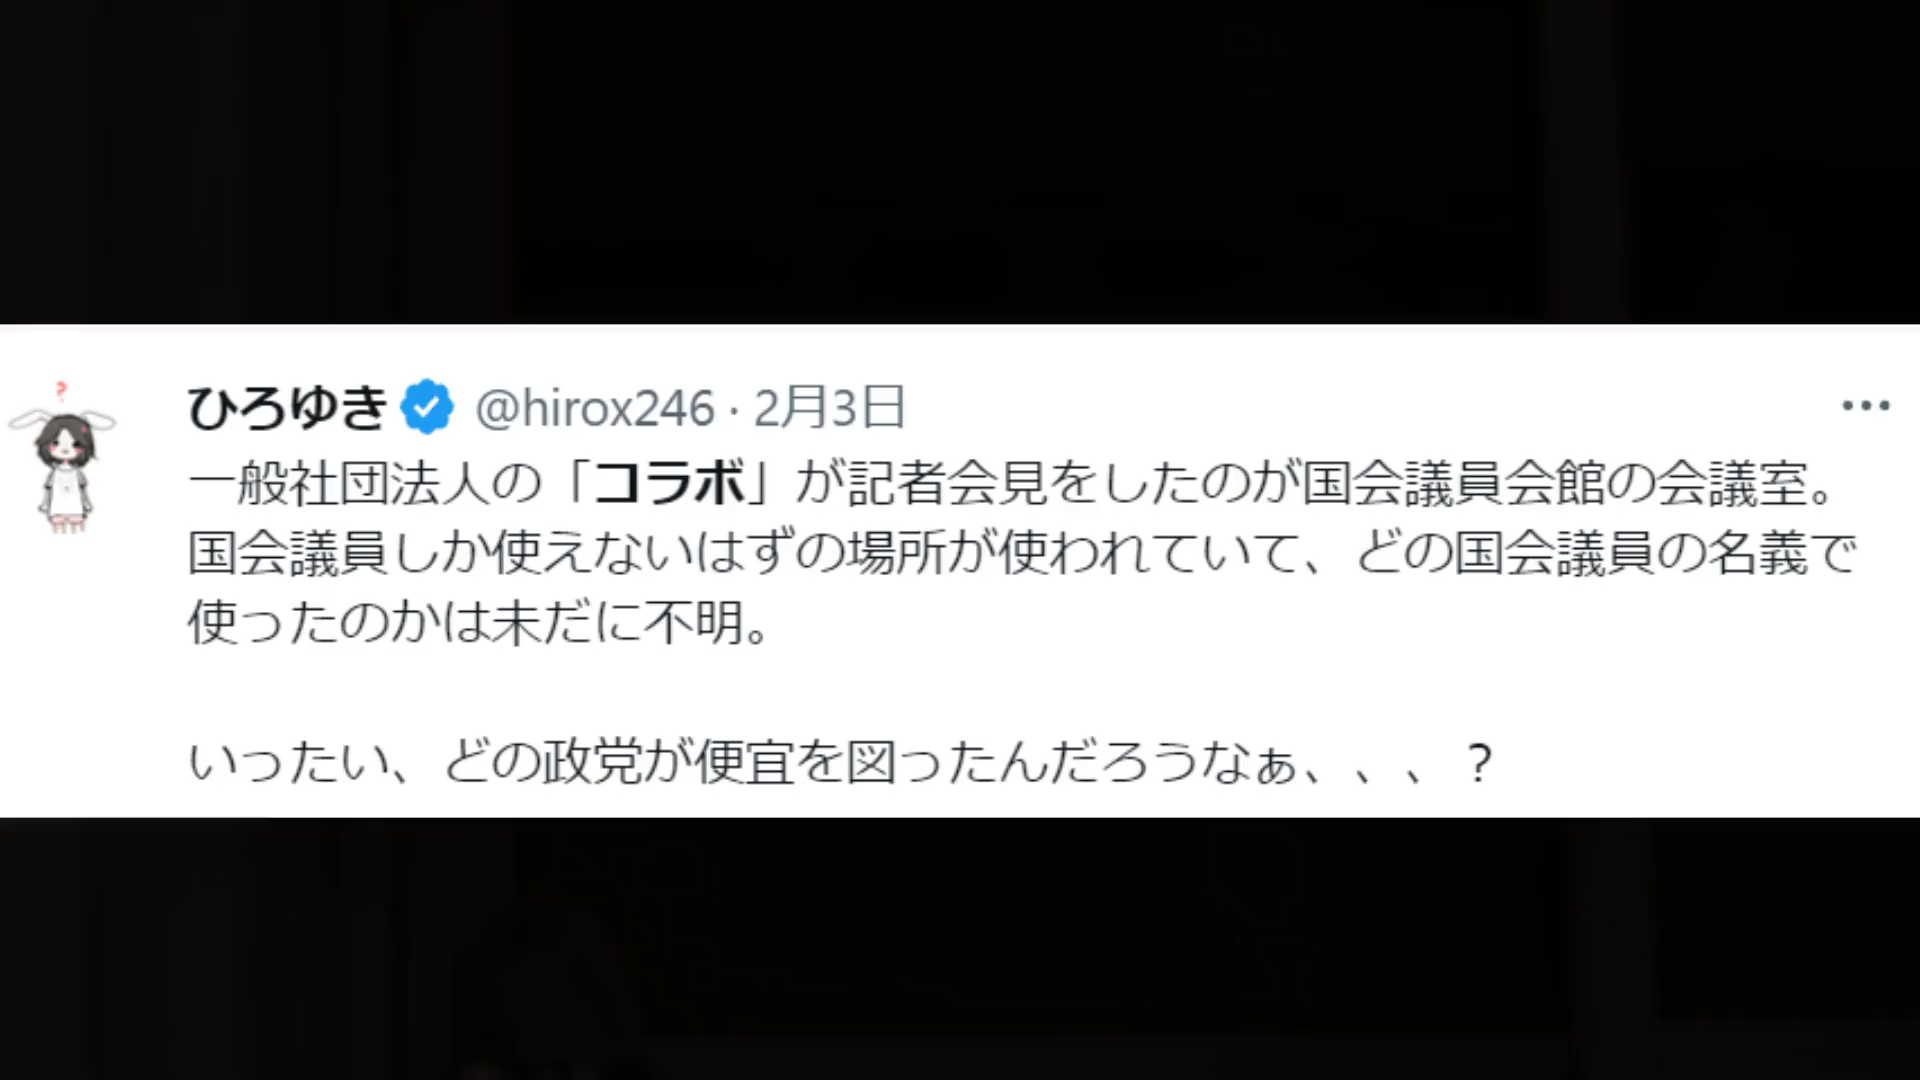 ひろゆき @hirox246 · 2月3日
一般社団法人の「コラボ」が記者会見をしたのが国会議員会館の会議室。
国会議員しか使えないはずの場所が使われていて、どの国会議員の名義で
使ったのかは未だに不明。
いったい、どの政党が便宜を図ったんだろうなぁ、、、？